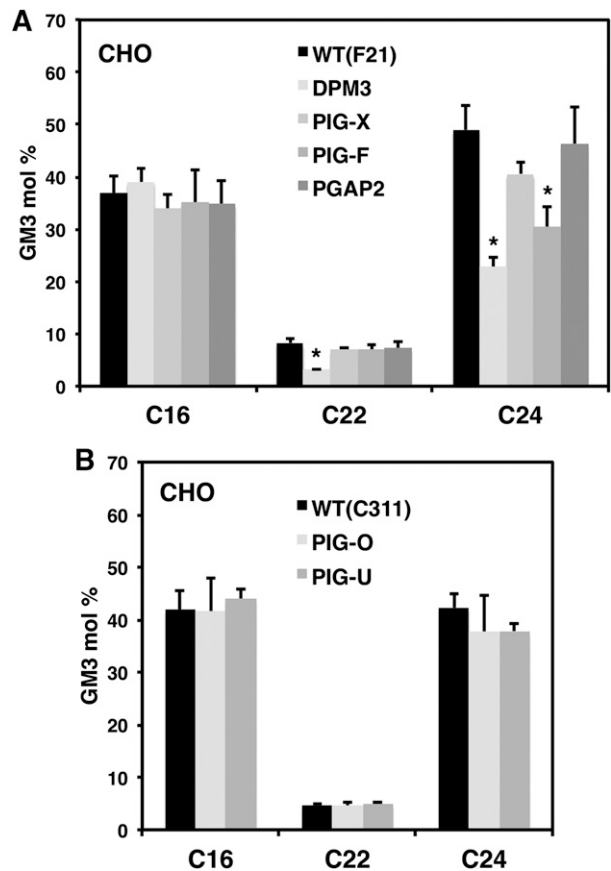 A
CHO
WT(F21)
DPM3
PIG-X
PIG-F
PGAP2
GM3 mol %
70
60
50
40
30
20
10
0
*
*
*
C16 C22 C24
B
CHO
WT(C311)
PIG-O
PIG-U
GM3 mol %
70
60
50
40
30
20
10
0
C16 C22 C24